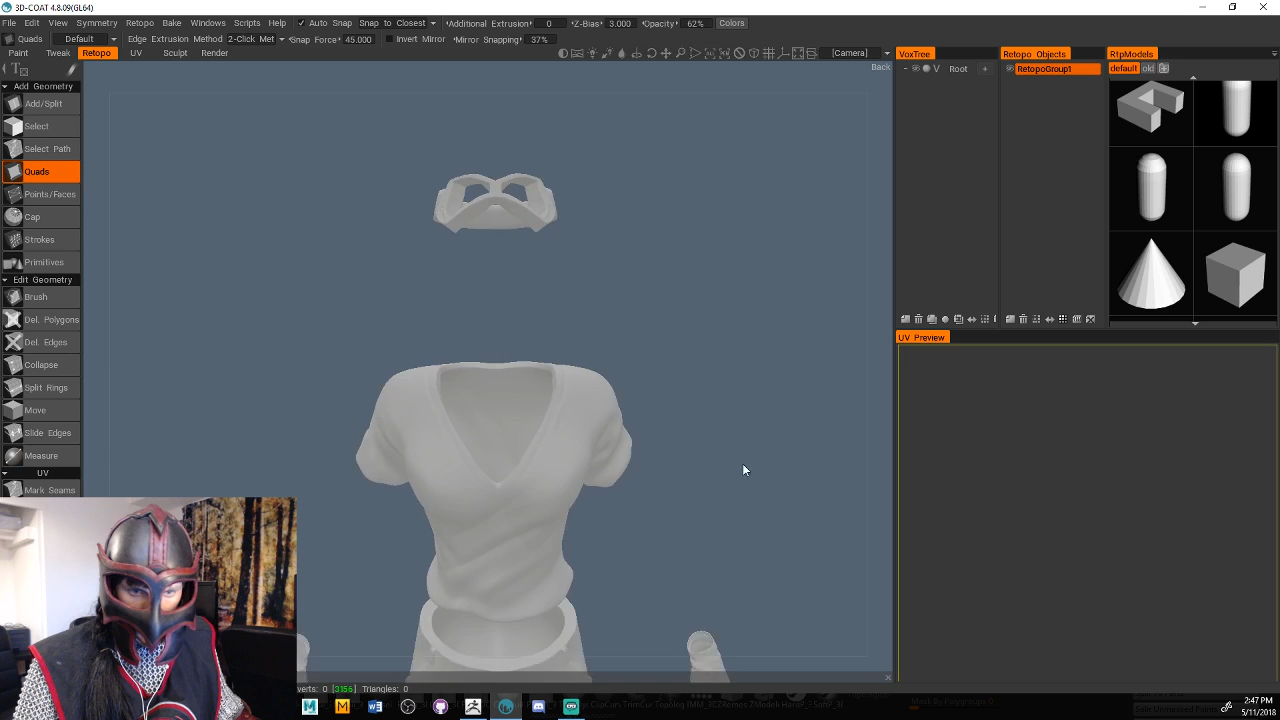 3D-COAT 4.8.09(GL64)
File Edit View Symmetry Retopo Bake Windows Scripts Help Auto Snap Snap to Closest Additional Extrusion 0 Z-Bias 3.000 Opacity 62% Colors
Quads Default Edge Extrusion Method 2-Click Met Snap Force 45.000 Invert Mirror Mirror Snapping 37%
Paint Tweak Retopo UV Sculpt Render [Camera]
Back
Add Geometry
Add/Split
Select
Select Path
Quads
Points/Faces
Cap
Strokes
Primitives
Edit Geometry
Brush
Del. Polygons
Del. Edges
Collapse
Split Rings
Move
Slide Edges
Measure
UV
Mark Seams
VoxTree
V Root +
Retopo Objects
RetopoGroup1
RtpModels
default okl
UV Preview
verts: 0 [3156] Triangles: 0
Mask By Polygroups 0
2:47 PM
5/11/2018